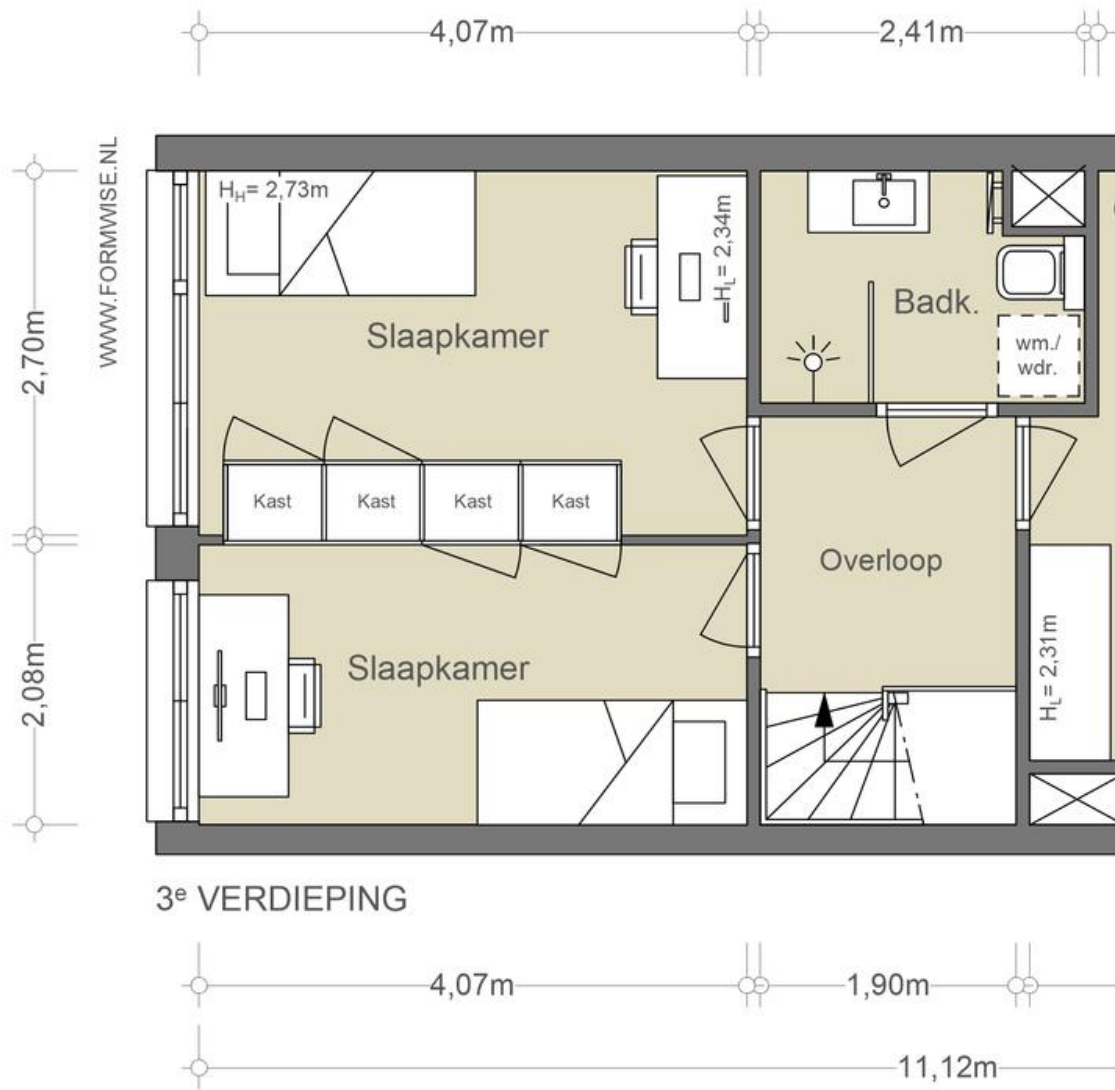 4,07m
2,41m
WWW.FORMWISE.NL
H_H= 2,73m
H_L= 2,34m
2,70m
Slaapkamer
Badk.
wm./
wdr.
Kast
Kast
Kast
Kast
Overloop
2,08m
Slaapkamer
H_L= 2,31m
3ᵉ VERDIEPING
4,07m
1,90m
11,12m